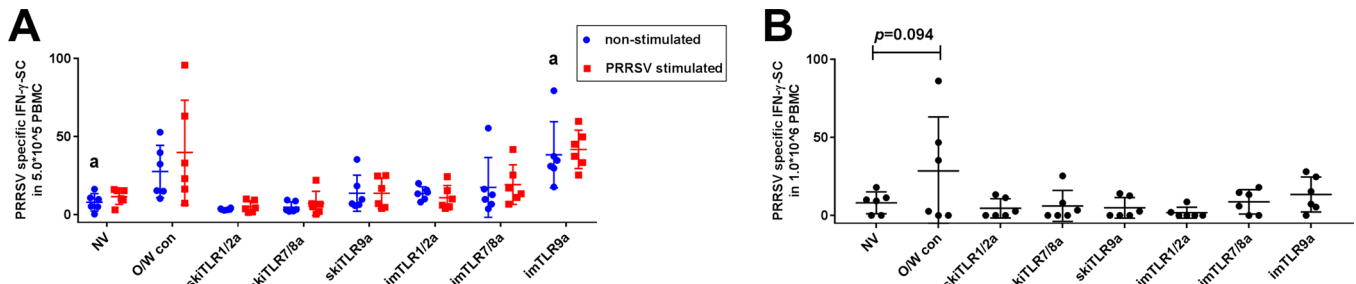 A
PRRSV specific IFN-γ-SC
in 5.0*10^5 PBMC
100
50
0
a
a
non-stimulated
PRRSV stimulated
NV
O/W con
skiTLR1/2a
skiTLR7/8a
skiTLR9a
imTLR1/2a
imTLR7/8a
imTLR9a
B
PRRSV specific IFN-γ-SC
in 1.0*10^6 PBMC
100
50
0
p=0.094
NV
O/W con
skiTLR1/2a
skiTLR7/8a
skiTLR9a
imTLR1/2a
imTLR7/8a
imTLR9a